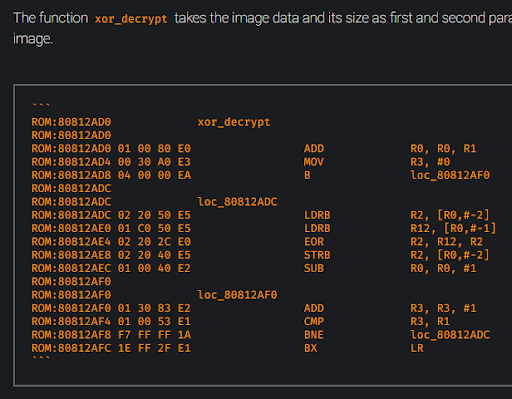 The function xor_decrypt takes the image data and its size as first and second para
image.
```
ROM:80812AD0 xor_decrypt
ROM:80812AD0
ROM:80812AD0 01 00 80 E0 ADD R0, R0, R1
ROM:80812AD4 00 30 A0 E3 MOV R3, #0
ROM:80812AD8 04 00 00 EA B loc_80812AF0
ROM:80812ADC
ROM:80812ADC loc_80812ADC
ROM:80812ADC 02 20 50 E5 LDRB R2, [R0,#-2]
ROM:80812AE0 01 C0 50 E5 LDRB R12, [R0,#-1]
ROM:80812AE4 02 20 2C E0 EOR R2, R12, R2
ROM:80812AE8 02 20 40 E5 STRB R2, [R0,#-2]
ROM:80812AEC 01 00 40 E2 SUB R0, R0, #1
ROM:80812AF0
ROM:80812AF0 loc_80812AF0
ROM:80812AF0 01 30 83 E2 ADD R3, R3, #1
ROM:80812AF4 01 00 53 E1 CMP R3, R1
ROM:80812AF8 F7 FF FF 1A BNE loc_80812ADC
ROM:80812AFC 1E FF 2F E1 BX LR
```